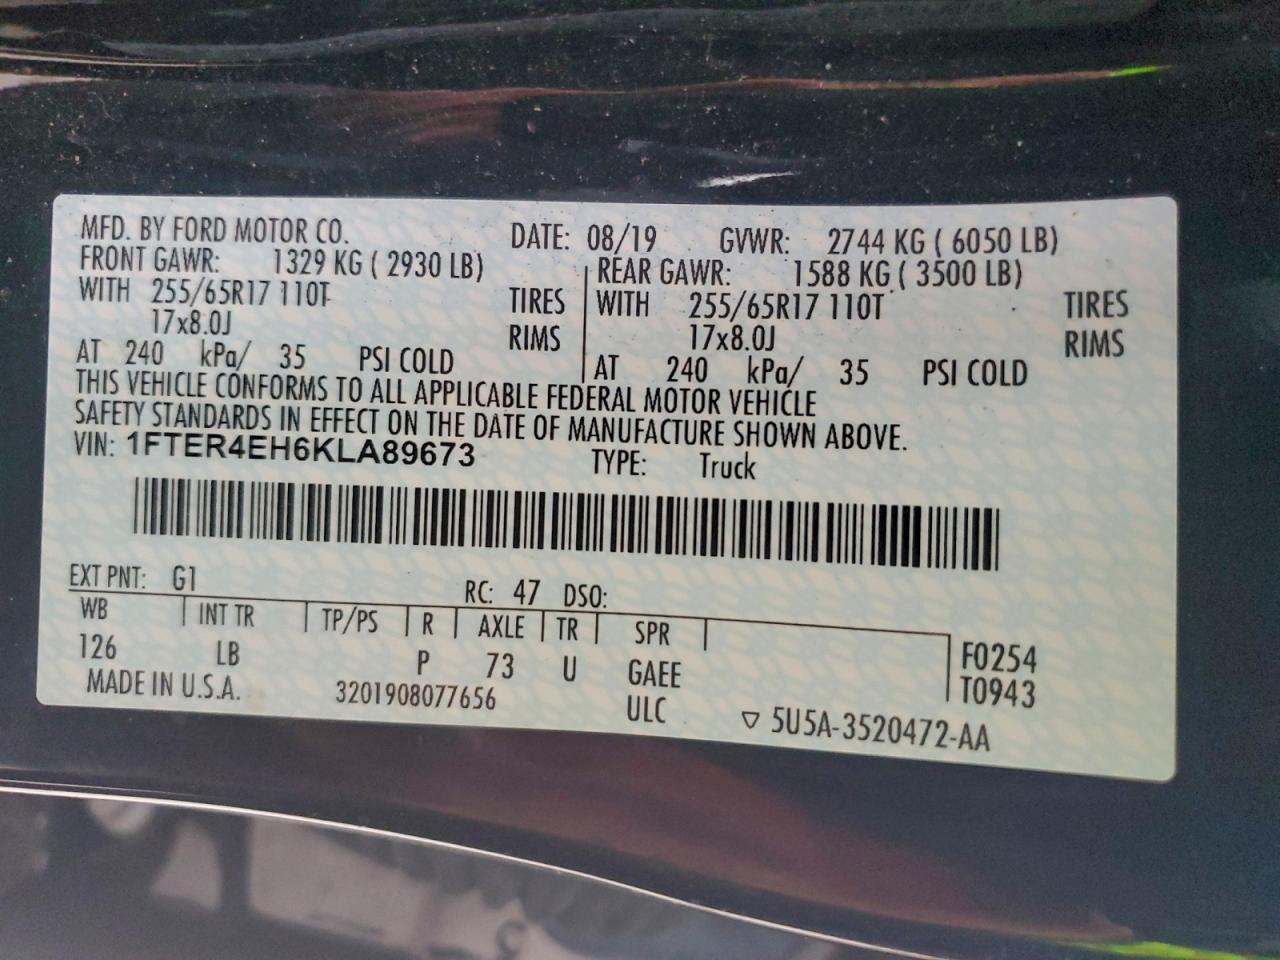 MFD. BY FORD MOTOR CO. DATE: 08/19 GVWR: 2744 KG ( 6050 LB)
FRONT GAWR: 1329 KG ( 2930 LB) REAR GAWR: 1588 KG ( 3500 LB)
WITH 255/65R17 110T TIRES WITH 255/65R17 110T TIRES
17x8.0J RIMS 17x8.0J RIMS
AT 240 kPa/ 35 PSI COLD AT 240 kPa/ 35 PSI COLD
THIS VEHICLE CONFORMS TO ALL APPLICABLE FEDERAL MOTOR VEHICLE
SAFETY STANDARDS IN EFFECT ON THE DATE OF MANUFACTURE SHOWN ABOVE.
VIN: 1FTER4EH6KLA89673 TYPE: Truck
EXT PNT: G1 RC: 47 DSO:
WB INT TR TP/PS R AXLE TR SPR
126 LB P 73 U GAEE F0254
T0943
MADE IN U.S.A. 3201908077656 ULC ▽ 5U5A-3520472-AA